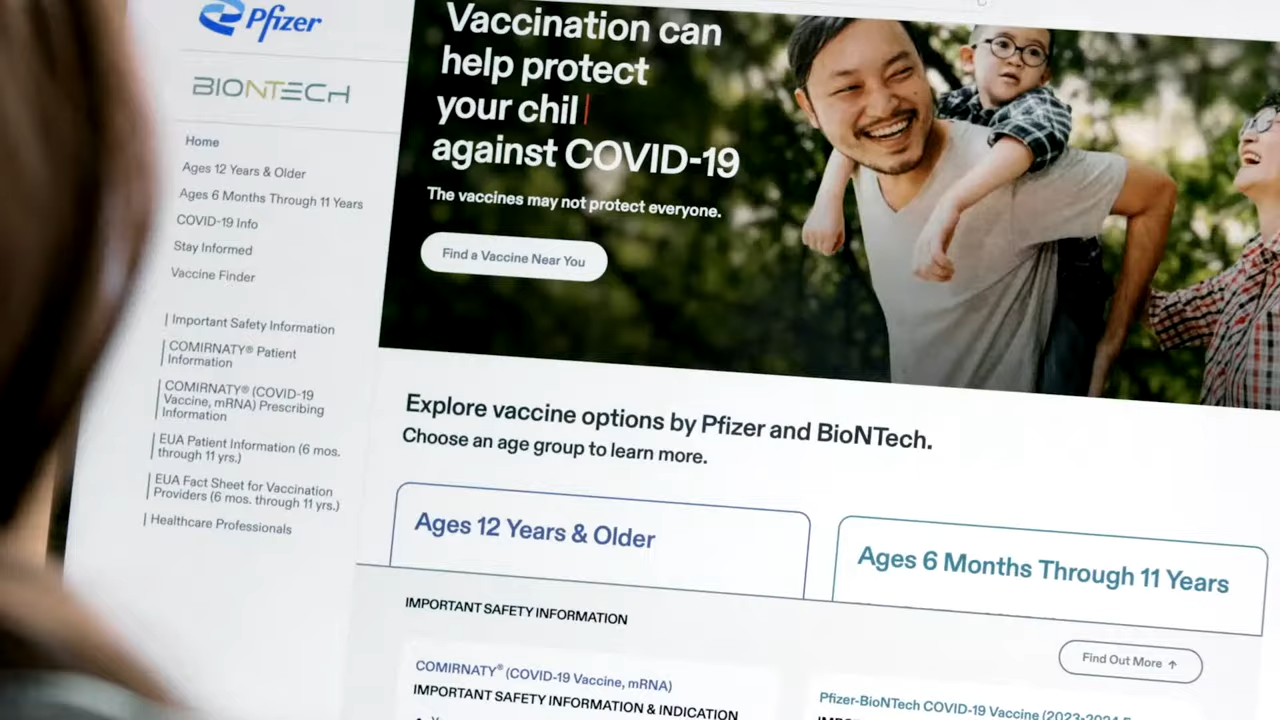 Pfizer
BIONTECH
Home
Ages 12 Years & Older
Ages 6 Months Through 11 Years
COVID-19 Info
Stay Informed
Vaccine Finder
Important Safety Information
COMIRNATY® Patient
Information
COMIRNATY® (COVID-19
Vaccine, mRNA) Prescribing
Information
EUA Patient Information (6 mos.
through 11 yrs.)
EUA Fact Sheet for Vaccination
Providers (6 mos. through 11 yrs.)
Healthcare Professionals
Vaccination can
help protect
your chil
against COVID-19
The vaccines may not protect everyone.
Find a Vaccine Near You
Explore vaccine options by Pfizer and BioNTech.
Choose an age group to learn more.
Ages 12 Years & Older
Ages 6 Months Through 11 Years
IMPORTANT SAFETY INFORMATION
Find Out More ↑
COMIRNATY® (COVID-19 Vaccine, mRNA)
IMPORTANT SAFETY INFORMATION & INDICATION
Pfizer-BioNTech COVID-19 Vaccine (2023-2024